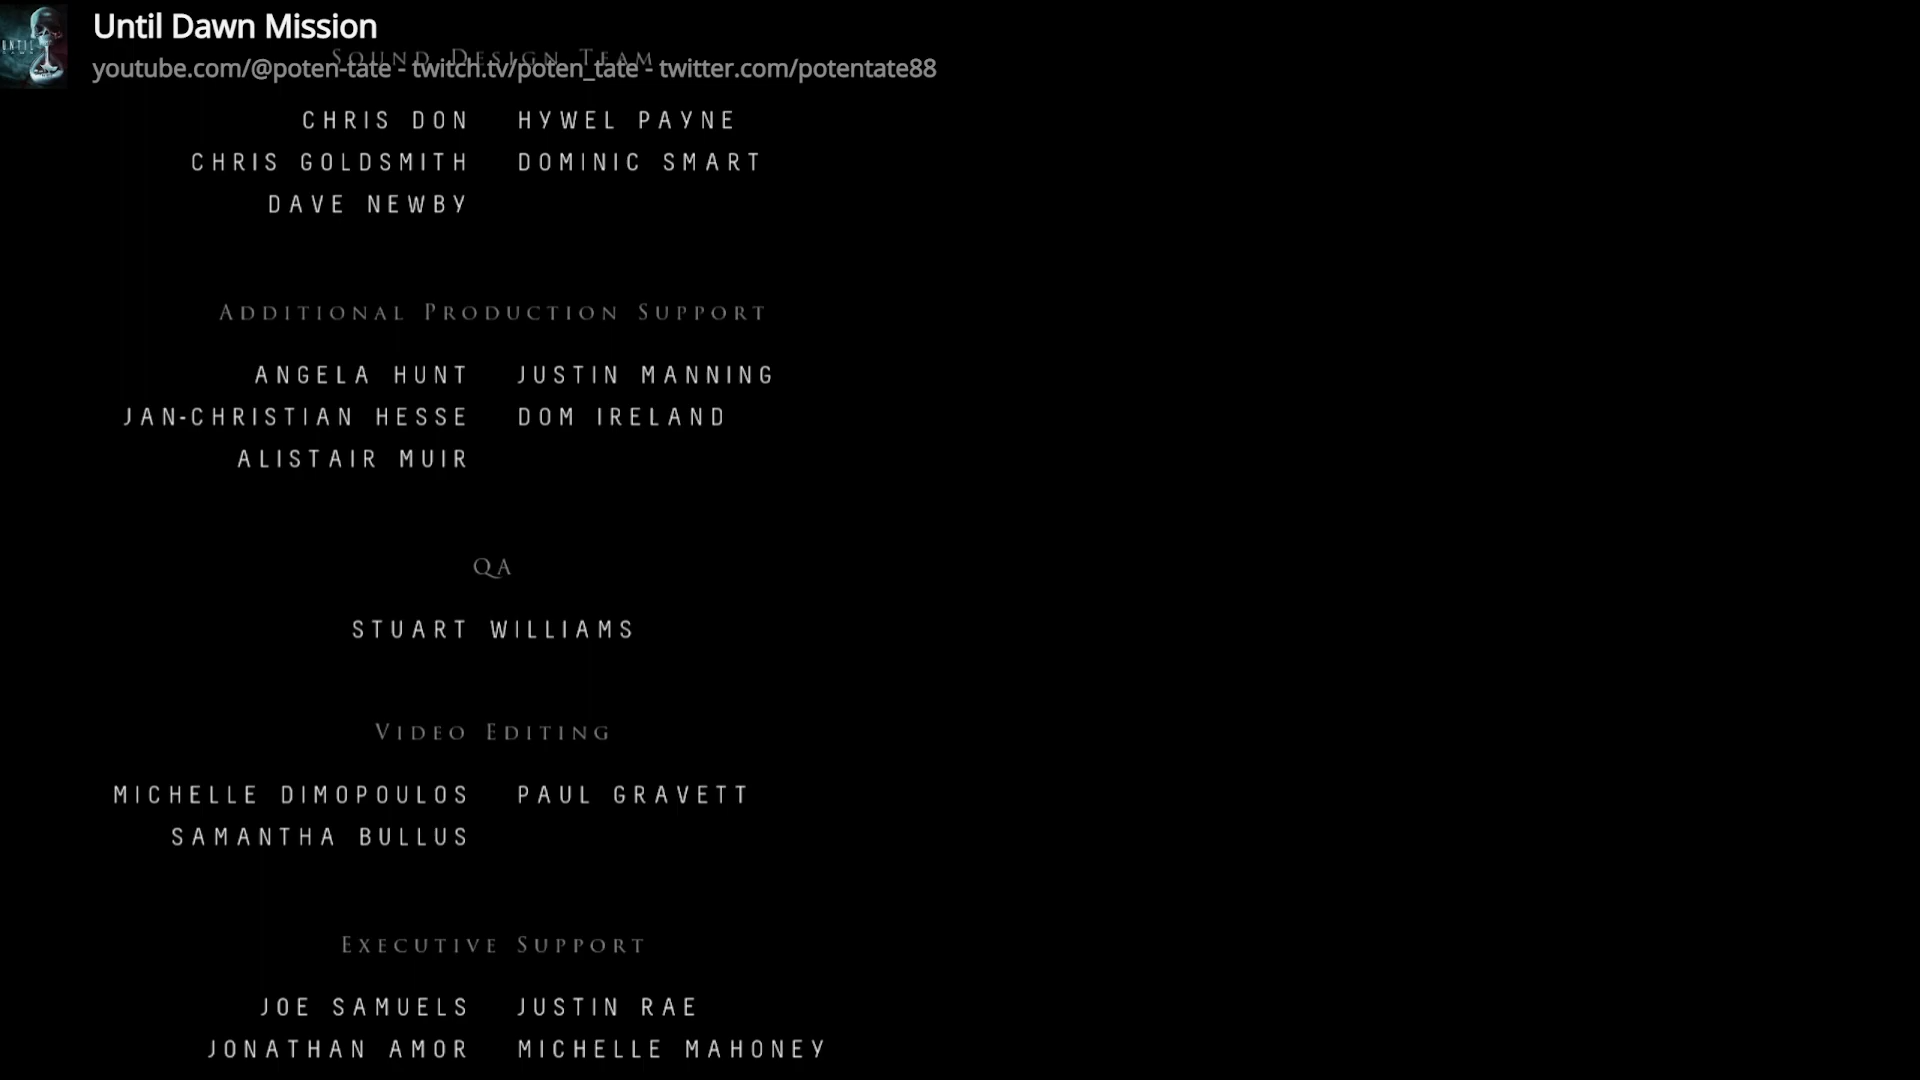 Until Dawn Mission
SOUND DESIGN TEAM
youtube.com/@poten-tate - twitch.tv/poten_tate - twitter.com/potentate88
CHRIS DON HYWEL PAYNE
CHRIS GOLDSMITH DOMINIC SMART
DAVE NEWBY
ADDITIONAL PRODUCTION SUPPORT
ANGELA HUNT JUSTIN MANNING
JAN-CHRISTIAN HESSE DOM IRELAND
ALISTAIR MUIR
QA
STUART WILLIAMS
VIDEO EDITING
MICHELLE DIMOPOULOS PAUL GRAVETT
SAMANTHA BULLUS
EXECUTIVE SUPPORT
JOE SAMUELS JUSTIN RAE
JONATHAN AMOR MICHELLE MAHONEY
UNTIL
DAWN